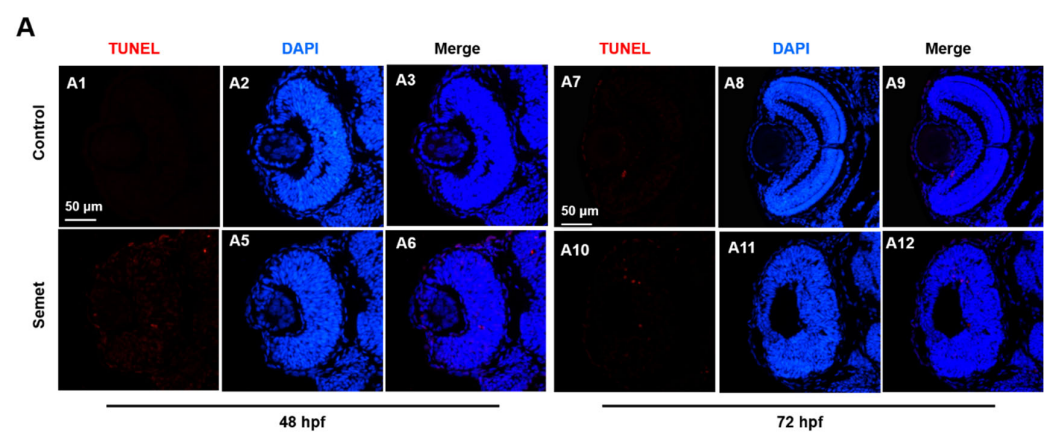 A
TUNEL DAPI Merge TUNEL DAPI Merge
Control
A1 A2 A3 A7 A8 A9
50 µm 50 µm
Semet
A5 A6 A10 A11 A12
48 hpf 72 hpf